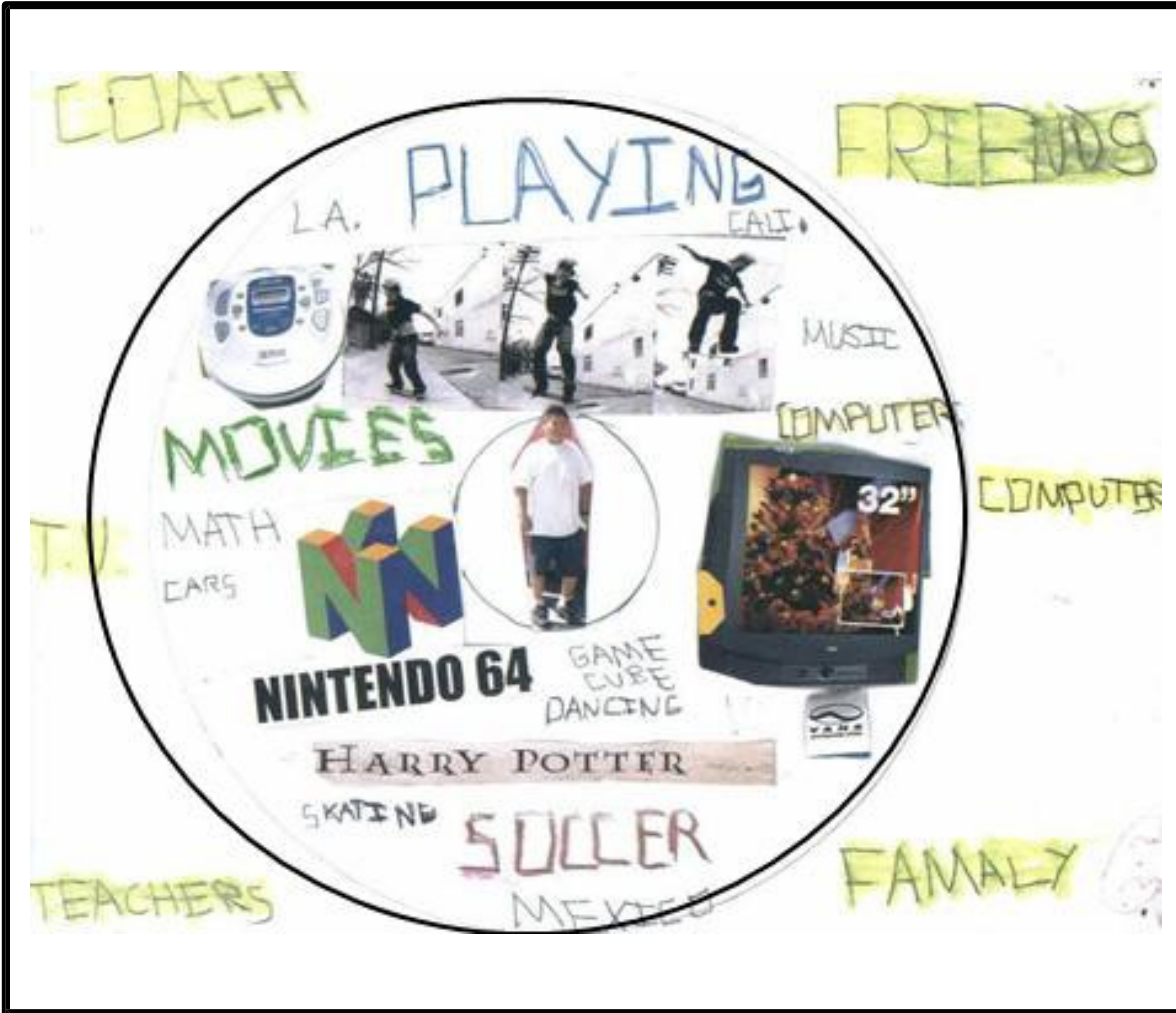 COACH
FRIENDS
PLAYING
L.A.
CALI.
MUSIC
COMPUTER
MOVIES
32"
COMPUTER
T.V.
MATH
CARS
NINTENDO 64
GAME
CUBE
DANCING
VANS
HARRY POTTER
SKATING
SOCCER
TEACHERS
FAMALY
MEXICO